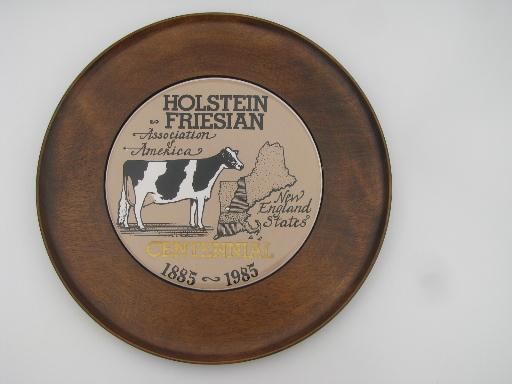 HOLSTEIN
~ FRIESIAN
Association
of
America
New
England
States
CENTENNIAL
1885 ~ 1985